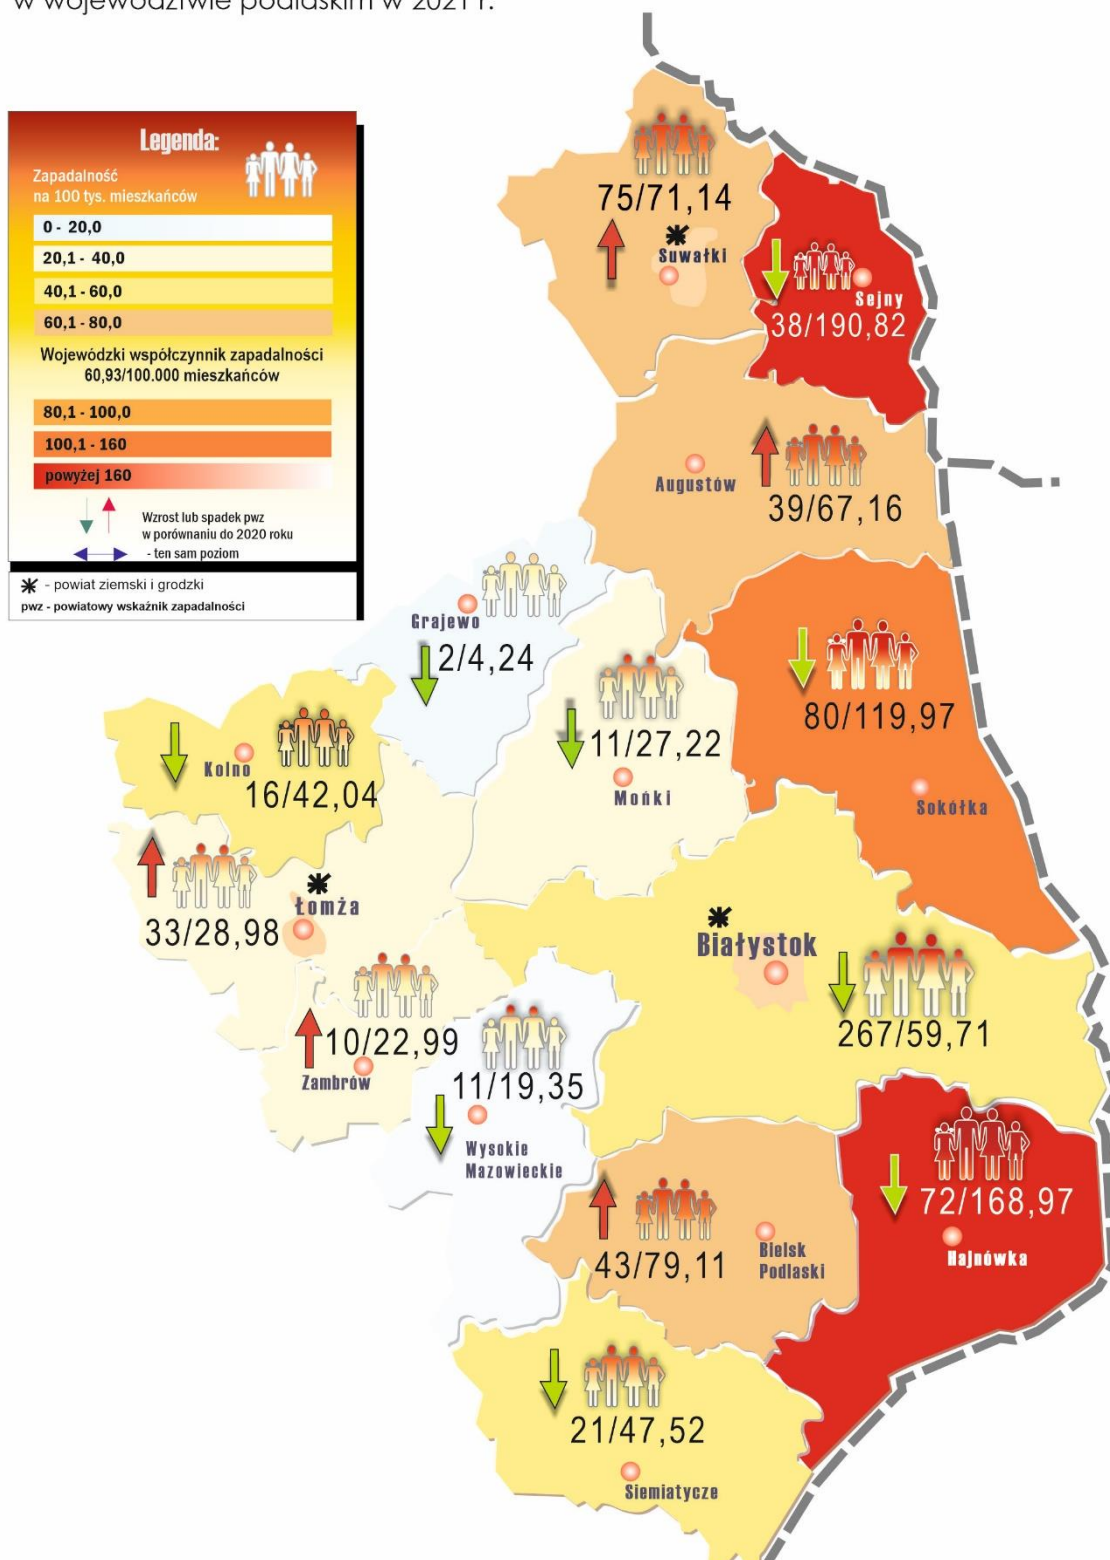 w województwie podlaskim w 2021 r.
Legenda:
Zapadalność
na 100 tys. mieszkańców
0 - 20,0
20,1 - 40,0
40,1 - 60,0
60,1 - 80,0
Wojewódzki współczynnik zapadalności
60,93/100.000 mieszkańców
80,1 - 100,0
100,1 - 160
powyżej 160
Wzrost lub spadek pwz
w porównaniu do 2020 roku
- ten sam poziom
- powiat ziemski i grodzki
pwz - powiatowy wskaźnik zapadalności
75/71,14
Suwałki
Sejny
38/190,82
Augustów
39/67,16
Grajewo
2/4,24
80/119,97
Sokółka
11/27,22
Mońki
Kolno
16/42,04
Łomża
33/28,98
Białystok
267/59,71
10/22,99
Zambrów
11/19,35
Wysokie
Mazowieckie
72/168,97
Hajnówka
43/79,11
Bielsk
Podlaski
21/47,52
Siemiatycze